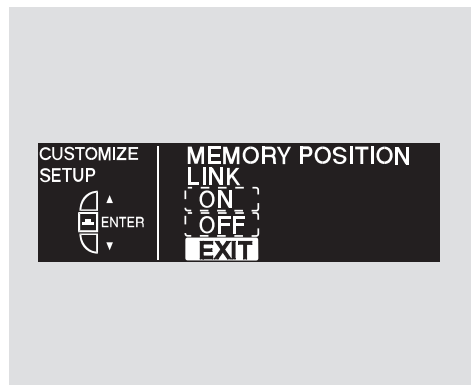 CUSTOMIZE
SETUP
ENTER
MEMORY POSITION
LINK
ON
OFF
EXIT